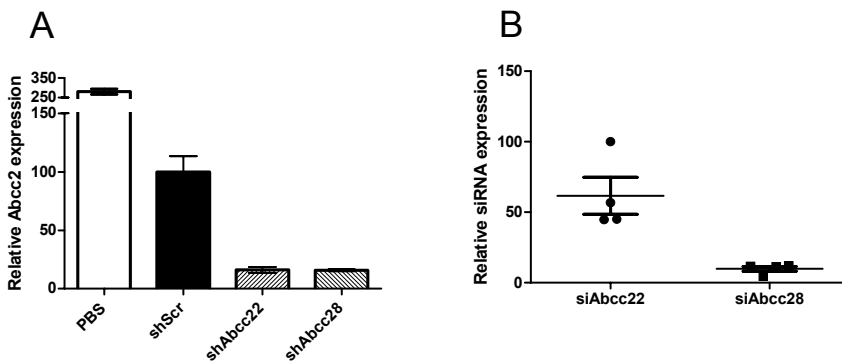 A
Relative Abcc2 expression
350
250
150
100
50
0
PBS
shScr
shAbcc22
shAbcc28
B
Relative siRNA expression
150
100
50
0
siAbcc22
siAbcc28